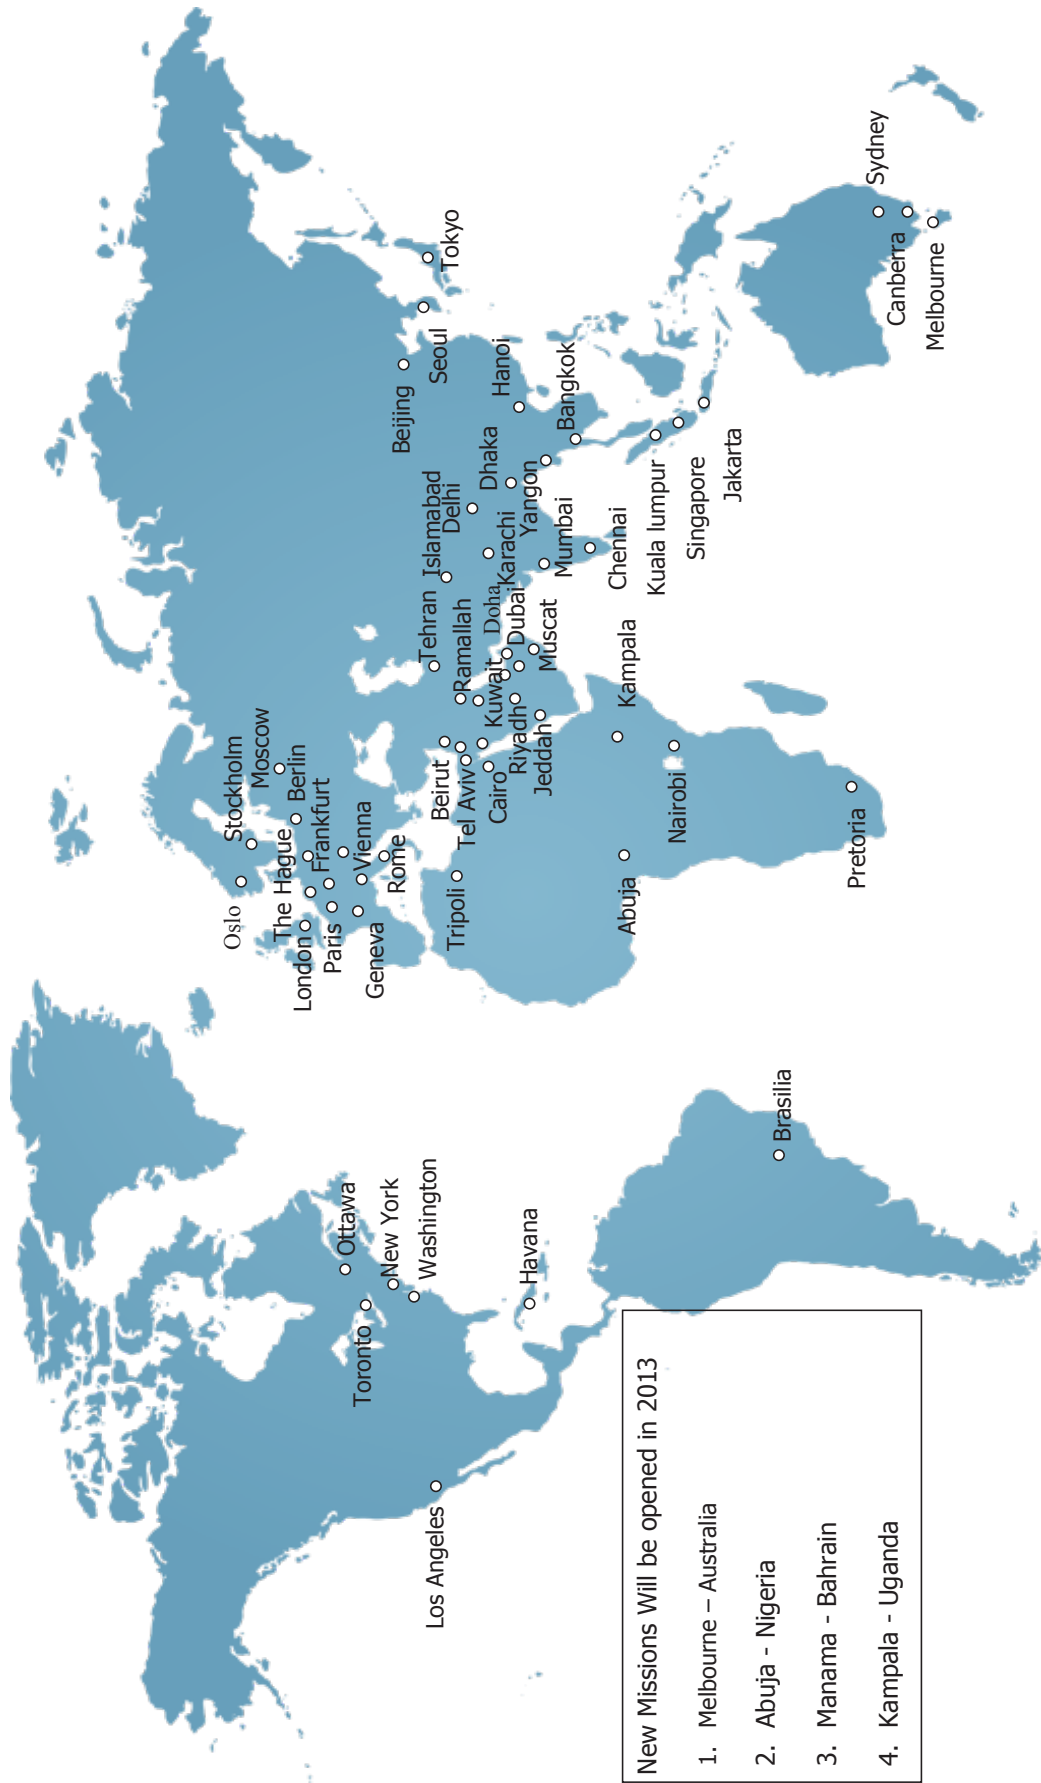 Oslo
Stockholm
Moscow
The Hague
Berlin
London
Frankfurt
Paris
Vienna
Geneva
Rome
Ottawa
Toronto
New York
Washington
Los Angeles
Havana
Brasilia
Tripoli
Beirut
Tel Aviv
Cairo
Tehran
Ramallah
Kuwait
Riyadh
Jeddah
Doha
Dubai
Muscat
Islamabad
Delhi
Karachi
Dhaka
Yangon
Mumbai
Chennai
Beijing
Seoul
Tokyo
Hanoi
Bangkok
Kuala lumpur
Singapore
Jakarta
Abuja
Kampala
Nairobi
Pretoria
Sydney
Canberra
Melbourne
New Missions Will be opened in 2013
1. Melbourne – Australia
2. Abuja - Nigeria
3. Manama - Bahrain
4. Kampala - Uganda